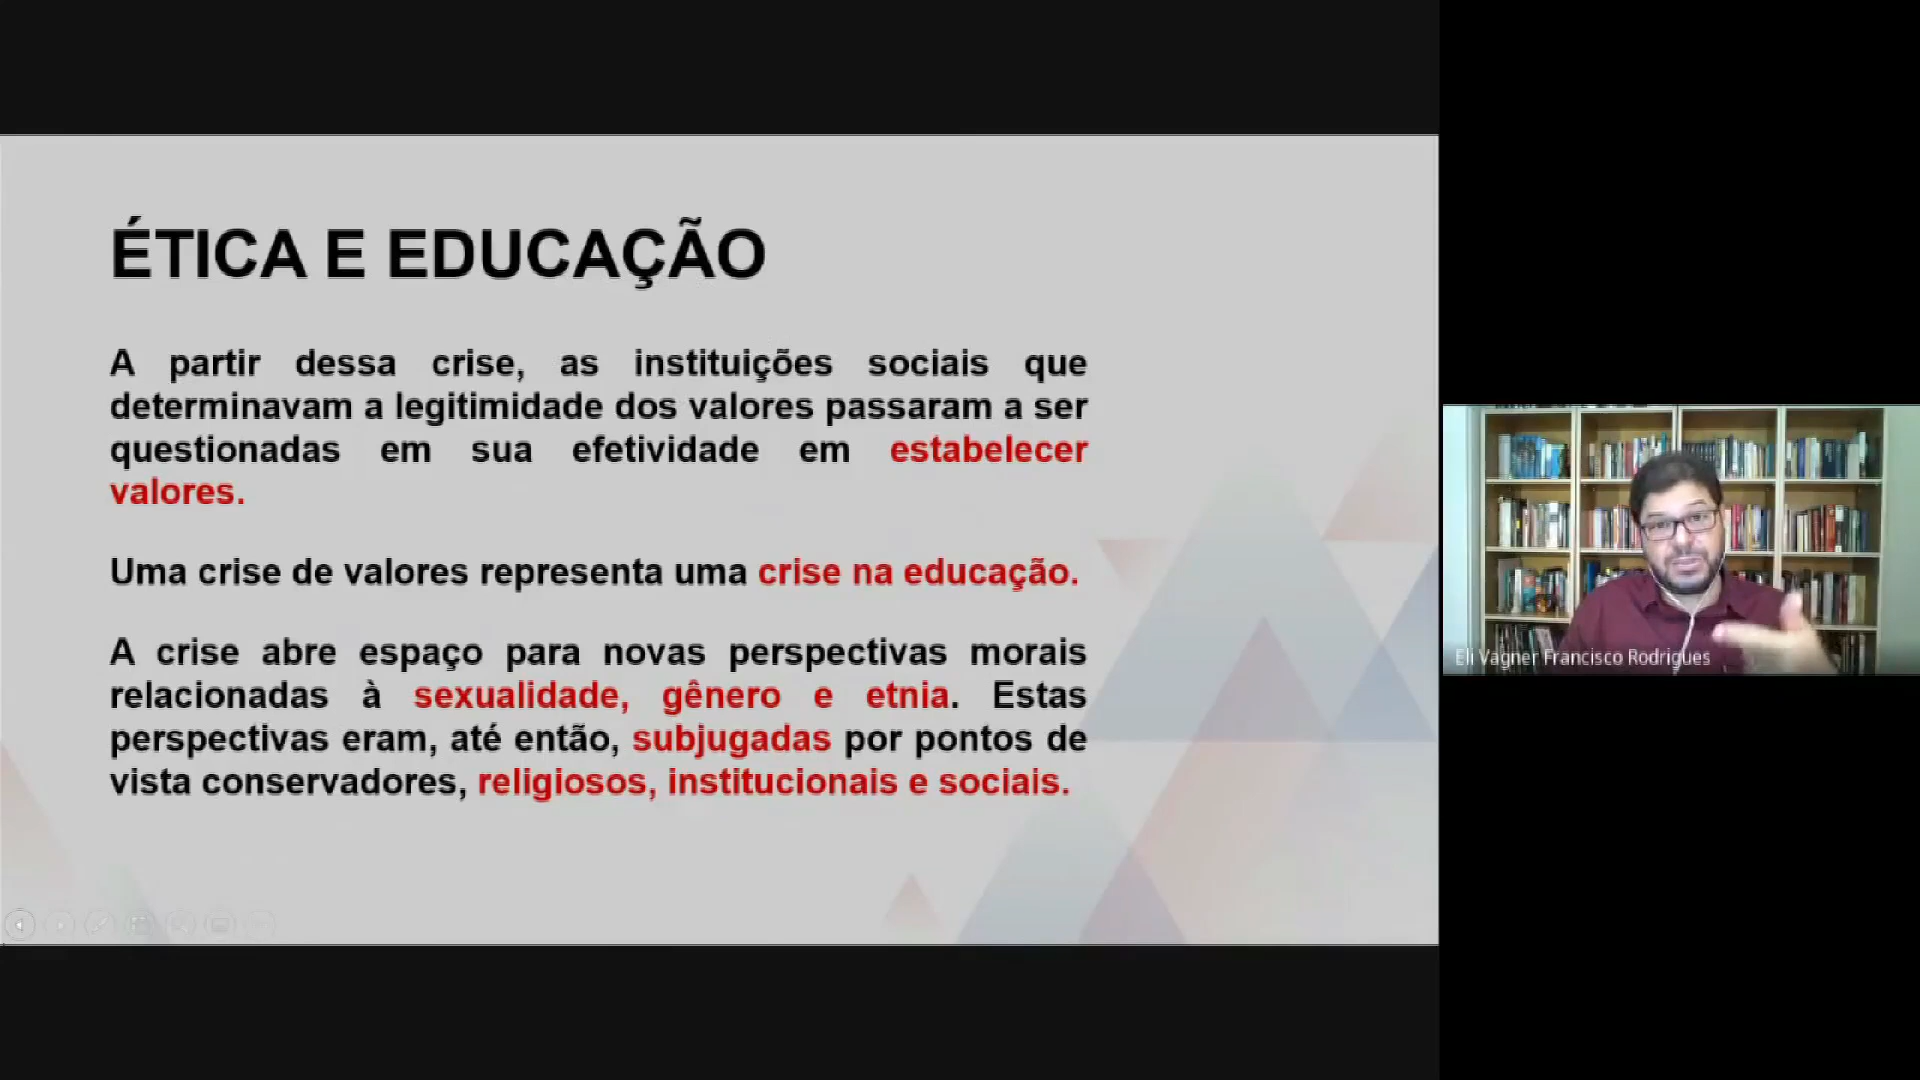 ÉTICA E EDUCAÇÃO
A partir dessa crise, as instituições sociais que
determinavam a legitimidade dos valores passaram a ser
questionadas em sua efetividade em estabelecer
valores.
Uma crise de valores representa uma crise na educação.
A crise abre espaço para novas perspectivas morais
relacionadas à sexualidade, gênero e etnia. Estas
perspectivas eram, até então, subjugadas por pontos de
vista conservadores, religiosos, institucionais e sociais.
Eli Vagner Francisco Rodrigues